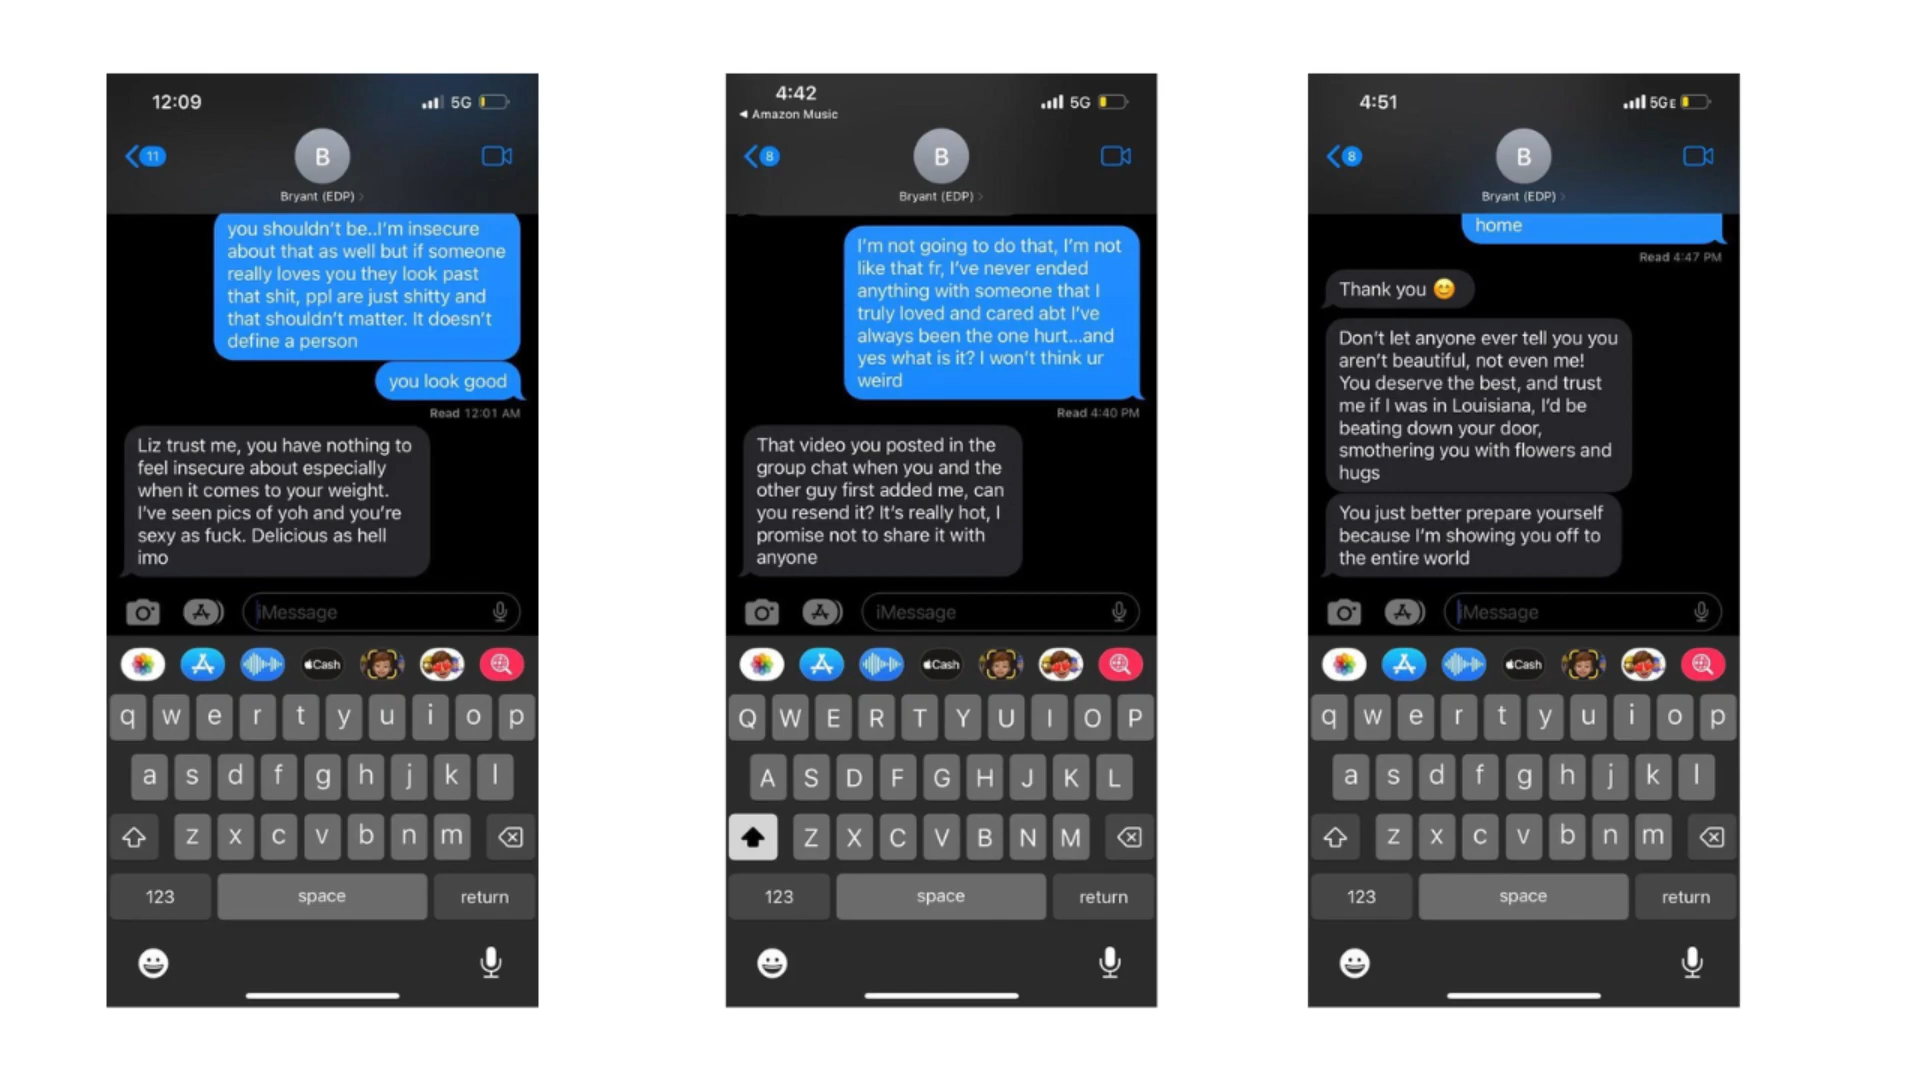 12:09
5G
11
B
Bryant (EDP)
you shouldn't be..I'm insecure
about that as well but if someone
really loves you they look past
that shit, ppl are just shitty and
that shouldn't matter. It doesn't
define a person
you look good
Read 12:01 AM
Liz trust me, you have nothing to
feel insecure about especially
when it comes to your weight.
I've seen pics of yoh and you're
sexy as fuck. Delicious as hell
imo
iMessage
Cash
q w e r t y u i o p
a s d f g h j k l
z x c v b n m
123 space return
4:42
Amazon Music
5G
8
B
Bryant (EDP)
I'm not going to do that, I'm not
like that fr, I've never ended
anything with someone that I
truly loved and cared abt I've
always been the one hurt...and
yes what is it? I won't think ur
weird
Read 4:40 PM
That video you posted in the
group chat when you and the
other guy first added me, can
you resend it? It's really hot, I
promise not to share it with
anyone
iMessage
Cash
Q W E R T Y U I O P
A S D F G H J K L
Z X C V B N M
123 space return
4:51
5GE
8
B
Bryant (EDP)
home
Read 4:47 PM
Thank you 😊
Don't let anyone ever tell you you
aren't beautiful, not even me!
You deserve the best, and trust
me if I was in Louisiana, I'd be
beating down your door,
smothering you with flowers and
hugs
You just better prepare yourself
because I'm showing you off to
the entire world
iMessage
Cash
q w e r t y u i o p
a s d f g h j k l
z x c v b n m
123 space return